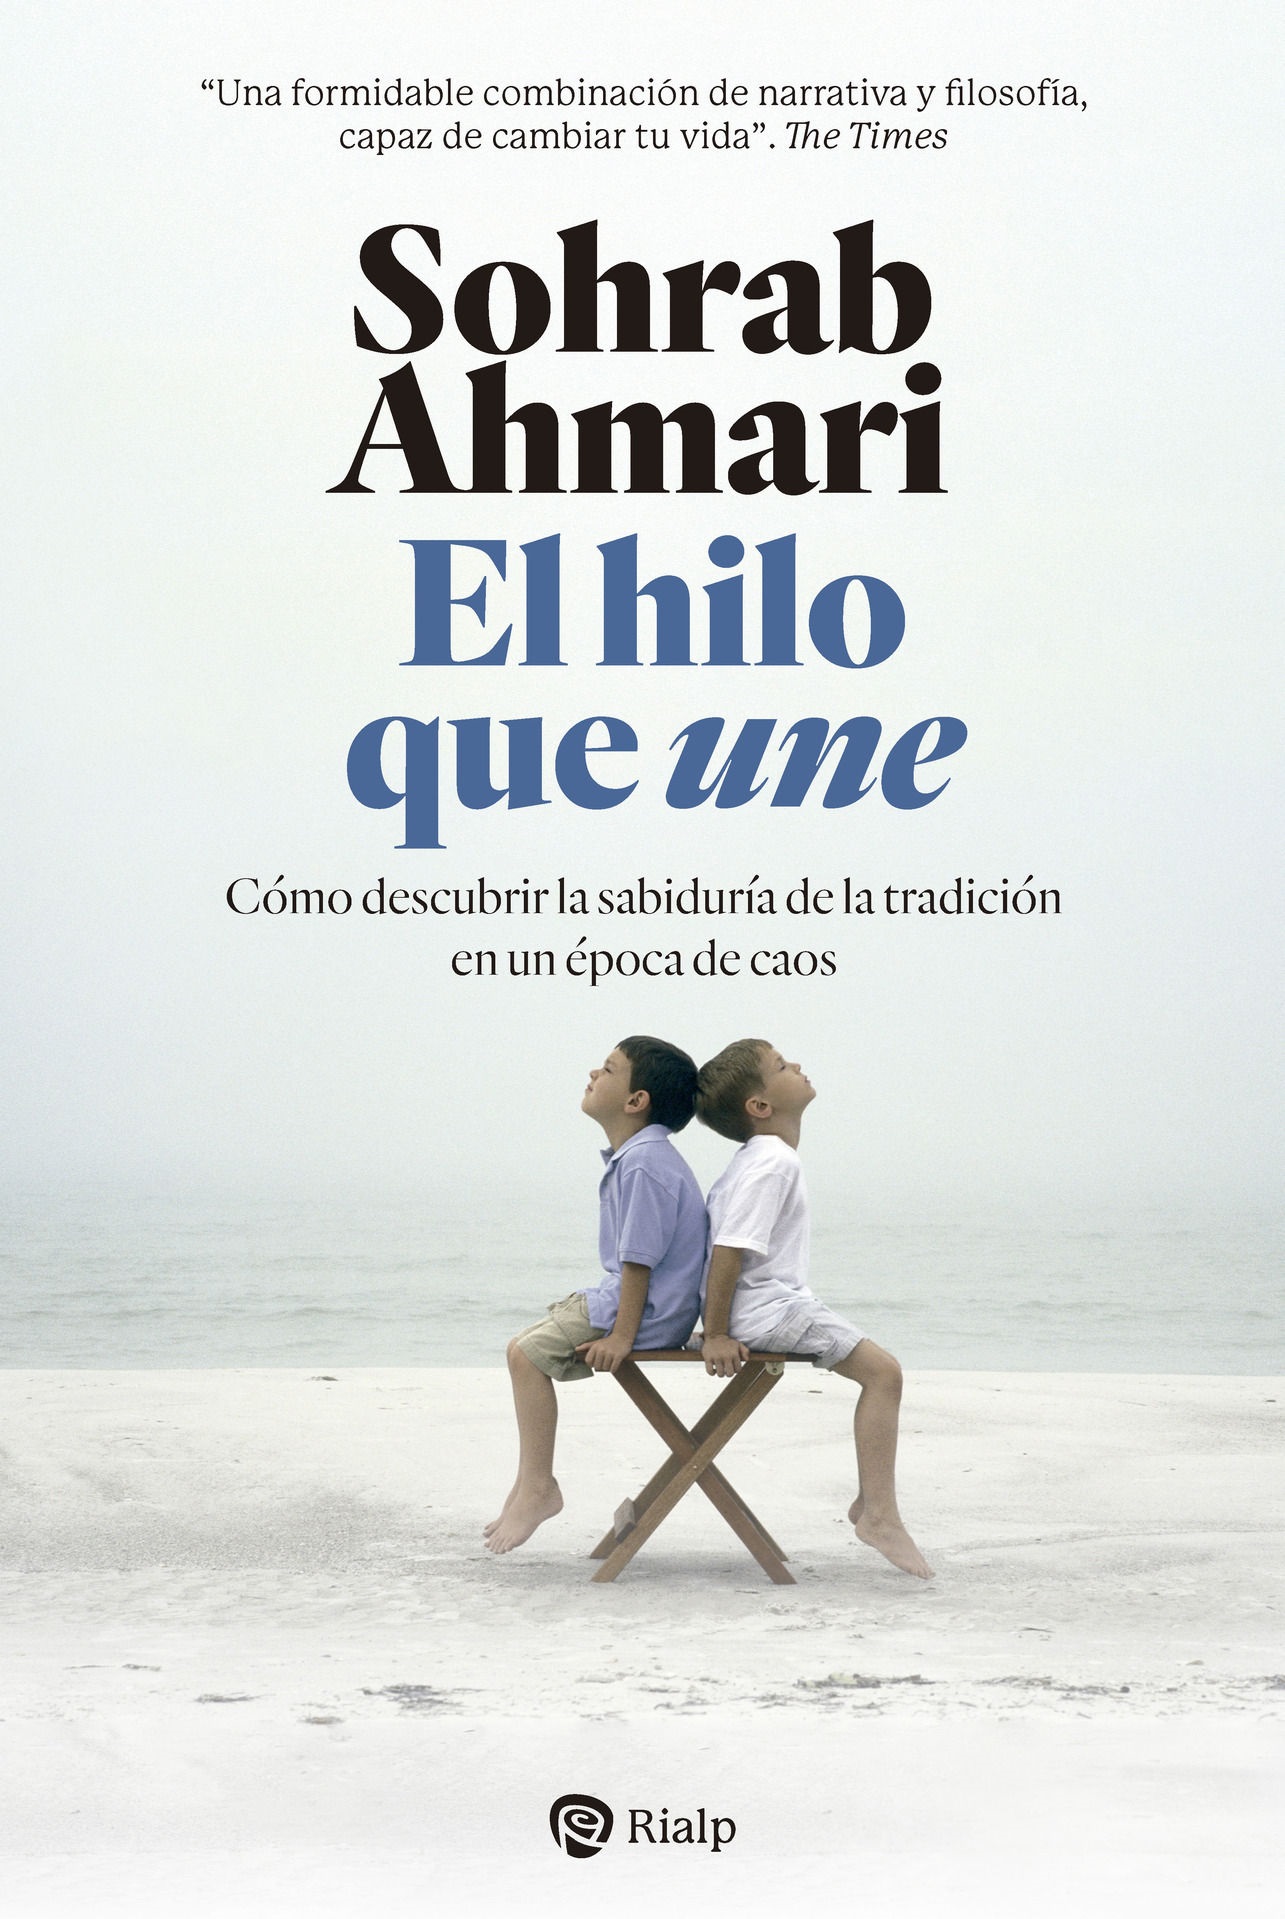 “Una formidable combinación de narrativa y filosofía,
capaz de cambiar tu vida”. The Times
Sohrab
Ahmari
El hilo
que une
Cómo descubrir la sabiduría de la tradición
en un época de caos
Rialp